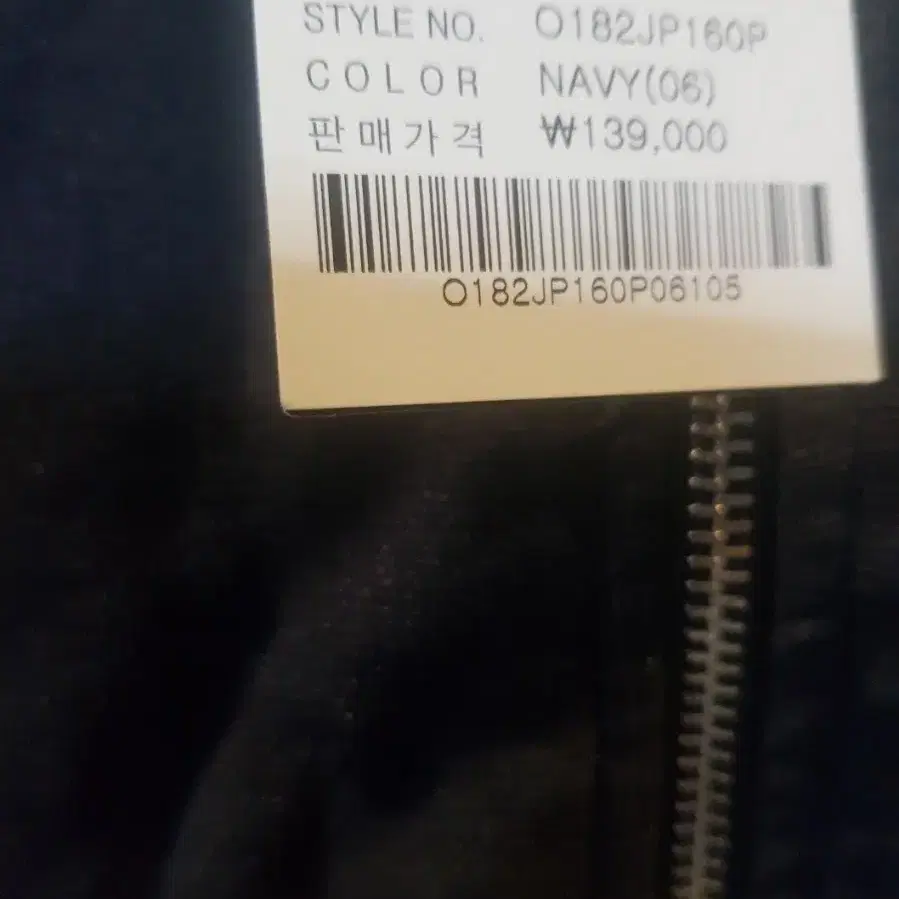 STYLE NO. O182JP160P
COLOR NAVY(06)
판매가격 ₩139,000
O182JP160P06105